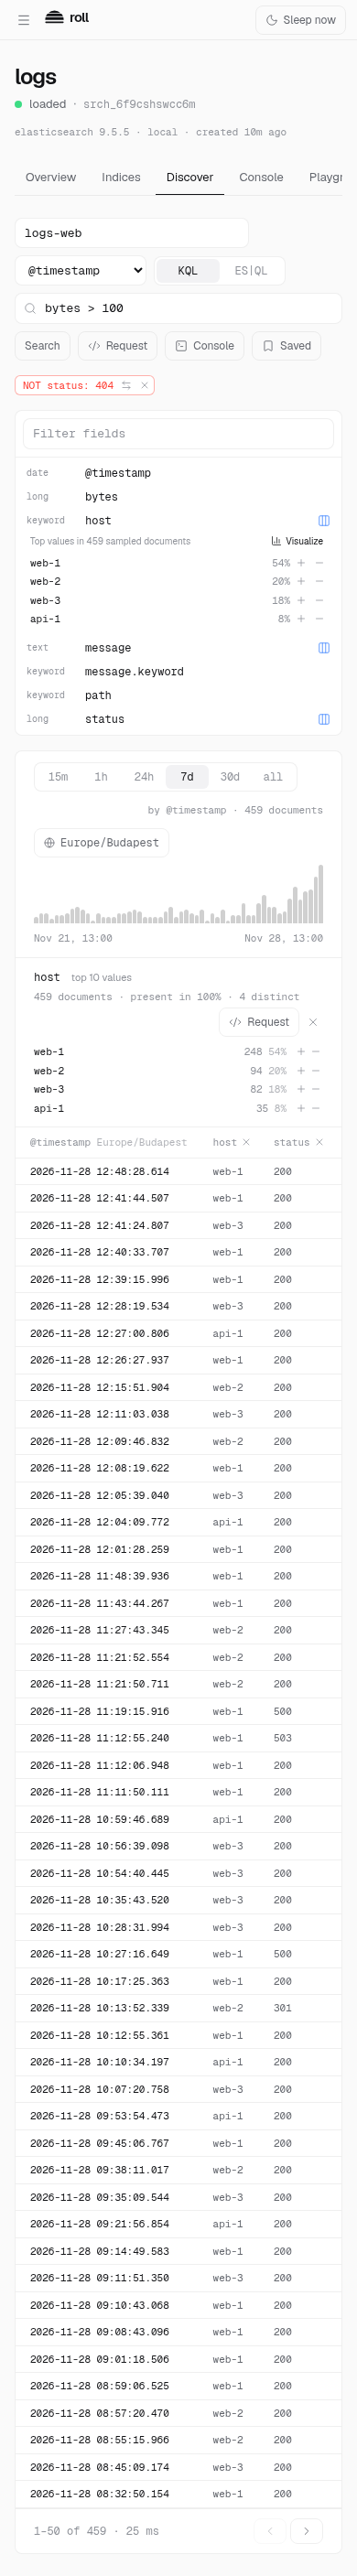 roll
Sleep now
logs
loaded · srch_6f9cshswcc6m
elasticsearch 9.5.5 · local · created 10m ago
Overview Indices Discover Console Playgr
logs-web
@timestamp KQL ES|QL
bytes > 100
Search Request Console Saved
NOT status: 404
Filter fields
date @timestamp
long bytes
keyword host
Top values in 459 sampled documents Visualize
web-1 54%
web-2 20%
web-3 18%
api-1 8%
text message
keyword message.keyword
keyword path
long status
15m 1h 24h 7d 30d all
by @timestamp · 459 documents
Europe/Budapest
Nov 21, 13:00 Nov 28, 13:00
host top 10 values
459 documents · present in 100% · 4 distinct
Request
web-1 248 54%
web-2 94 20%
web-3 82 18%
api-1 35 8%
@timestamp Europe/Budapest host status
2026-11-28 12:48:28.614 web-1 200
2026-11-28 12:41:44.507 web-1 200
2026-11-28 12:41:24.807 web-3 200
2026-11-28 12:40:33.707 web-1 200
2026-11-28 12:39:15.996 web-1 200
2026-11-28 12:28:19.534 web-3 200
2026-11-28 12:27:00.806 api-1 200
2026-11-28 12:26:27.937 web-1 200
2026-11-28 12:15:51.904 web-2 200
2026-11-28 12:11:03.038 web-3 200
2026-11-28 12:09:46.832 web-2 200
2026-11-28 12:08:19.622 web-1 200
2026-11-28 12:05:39.040 web-3 200
2026-11-28 12:04:09.772 api-1 200
2026-11-28 12:01:28.259 web-1 200
2026-11-28 11:48:39.936 web-1 200
2026-11-28 11:43:44.267 web-1 200
2026-11-28 11:27:43.345 web-2 200
2026-11-28 11:21:52.554 web-2 200
2026-11-28 11:21:50.711 web-2 200
2026-11-28 11:19:15.916 web-1 500
2026-11-28 11:12:55.240 web-1 503
2026-11-28 11:12:06.948 web-1 200
2026-11-28 11:11:50.111 web-1 200
2026-11-28 10:59:46.689 api-1 200
2026-11-28 10:56:39.098 web-3 200
2026-11-28 10:54:40.445 web-3 200
2026-11-28 10:35:43.520 web-3 200
2026-11-28 10:28:31.994 web-3 200
2026-11-28 10:27:16.649 web-1 500
2026-11-28 10:17:25.363 web-1 200
2026-11-28 10:13:52.339 web-2 301
2026-11-28 10:12:55.361 web-1 200
2026-11-28 10:10:34.197 api-1 200
2026-11-28 10:07:20.758 web-3 200
2026-11-28 09:53:54.473 api-1 200
2026-11-28 09:45:06.767 web-1 200
2026-11-28 09:38:11.017 web-2 200
2026-11-28 09:35:09.544 web-3 200
2026-11-28 09:21:56.854 api-1 200
2026-11-28 09:14:49.583 web-1 200
2026-11-28 09:11:51.350 web-3 200
2026-11-28 09:10:43.068 web-1 200
2026-11-28 09:08:43.096 web-1 200
2026-11-28 09:01:18.506 web-1 200
2026-11-28 08:59:06.525 web-1 200
2026-11-28 08:57:20.470 web-2 200
2026-11-28 08:55:15.966 web-2 200
2026-11-28 08:45:09.174 web-3 200
2026-11-28 08:32:50.154 web-1 200
1-50 of 459 · 25 ms